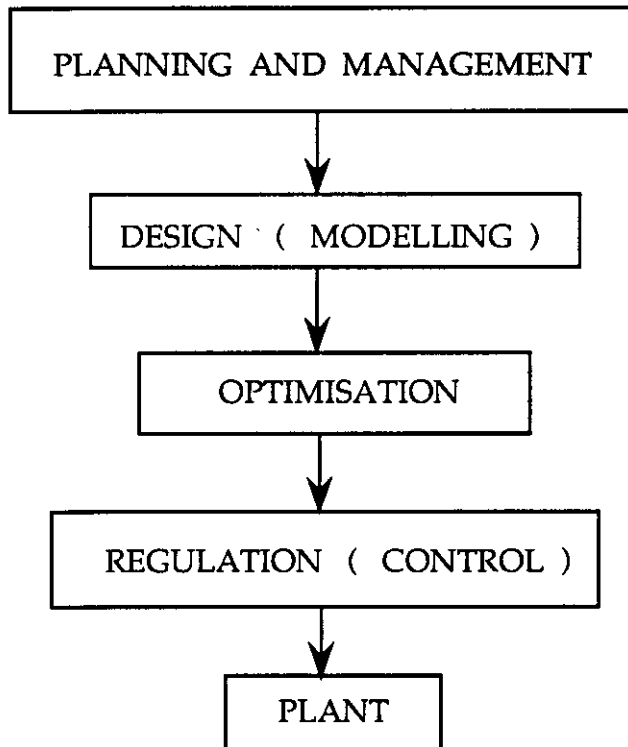 PLANNING AND MANAGEMENT
DESIGN ( MODELLING )
OPTIMISATION
REGULATION ( CONTROL )
PLANT